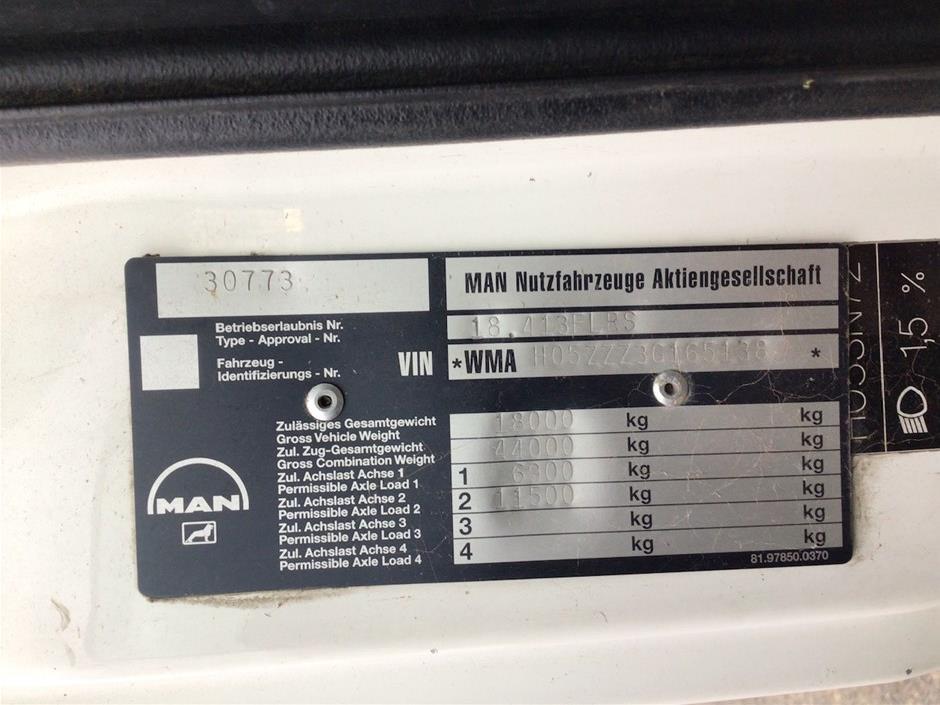 30773
MAN Nutzfahrzeuge Aktiengesellschaft
Betriebserlaubnis Nr.
Type - Approval - Nr.
18.413FLRS
Fahrzeug -
Identifizierungs - Nr.
VIN *WMA H05ZZZ3G165138 *
Zulässiges Gesamtgewicht
Gross Vehicle Weight
18000 kg kg
Zul. Zug-Gesamtgewicht
Gross Combination Weight
44000 kg kg
Zul. Achslast Achse 1
Permissible Axle Load 1
1 6300 kg kg
Zul. Achslast Achse 2
Permissible Axle Load 2
2 11500 kg kg
Zul. Achslast Achse 3
Permissible Axle Load 3
3 kg kg
Zul. Achslast Achse 4
Permissible Axle Load 4
4 kg kg
MAN
81.97850.0370
1,5 %